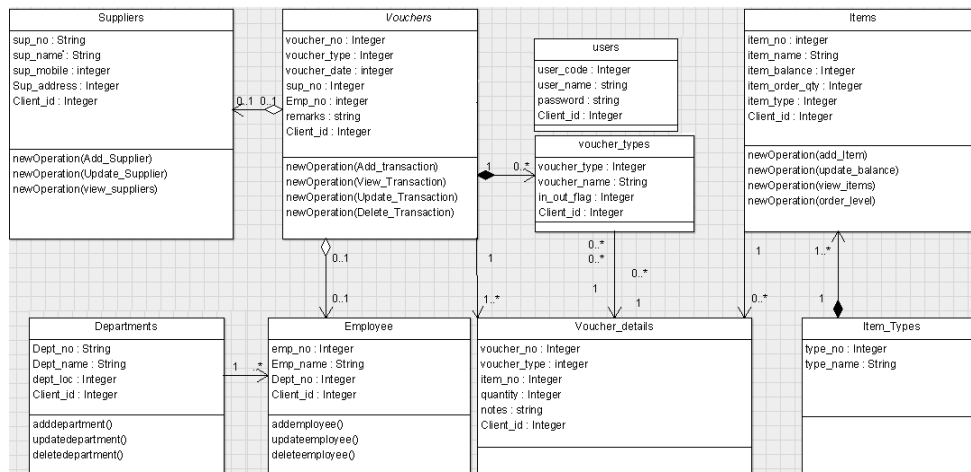 Suppliers
sup_no : String
sup_name : String
sup_mobile : integer
Sup_address : Integer
Client_id : Integer
newOperation(Add_Supplier)
newOperation(Update_Supplier)
newOperation(view_suppliers)
0..1 0..1
Vouchers
voucher_no : Integer
voucher_type : Integer
voucher_date : integer
sup_no : Integer
Emp_no : integer
remarks : string
Client_id : Integer
newOperation(Add_transaction)
newOperation(View_Transaction)
newOperation(Update_Transaction)
newOperation(Delete_Transaction)
users
user_code : Integer
user_name : string
password : string
Client_id : Integer
1 0..*
voucher_types
voucher_type : Integer
voucher_name : String
in_out_flag : Integer
Client_id : Integer
Items
item_no : integer
item_name : String
item_balance : Integer
item_order_qty : Integer
item_type : Integer
Client_id : Integer
newOperation(add_Item)
newOperation(update_balance)
newOperation(view_items)
newOperation(order_level)
0..1
0..1
1
1..*
0..*
0..*
0..*
1
1
1
0..*
1..*
1
Departments
Dept_no : String
Dept_name : String
dept_loc : Integer
Client_id : Integer
adddepartment()
updatedepartment()
deletedepartment()
1 ..*
Employee
emp_no : Integer
Emp_name : String
Dept_no : Integer
Client_id : Integer
addemployee()
updateemployee()
deleteemployee()
Voucher_details
voucher_no : Integer
voucher_type : integer
item_no : Integer
quantity : Integer
notes : string
Client_id : Integer
Item_Types
type_no : Integer
type_name : String